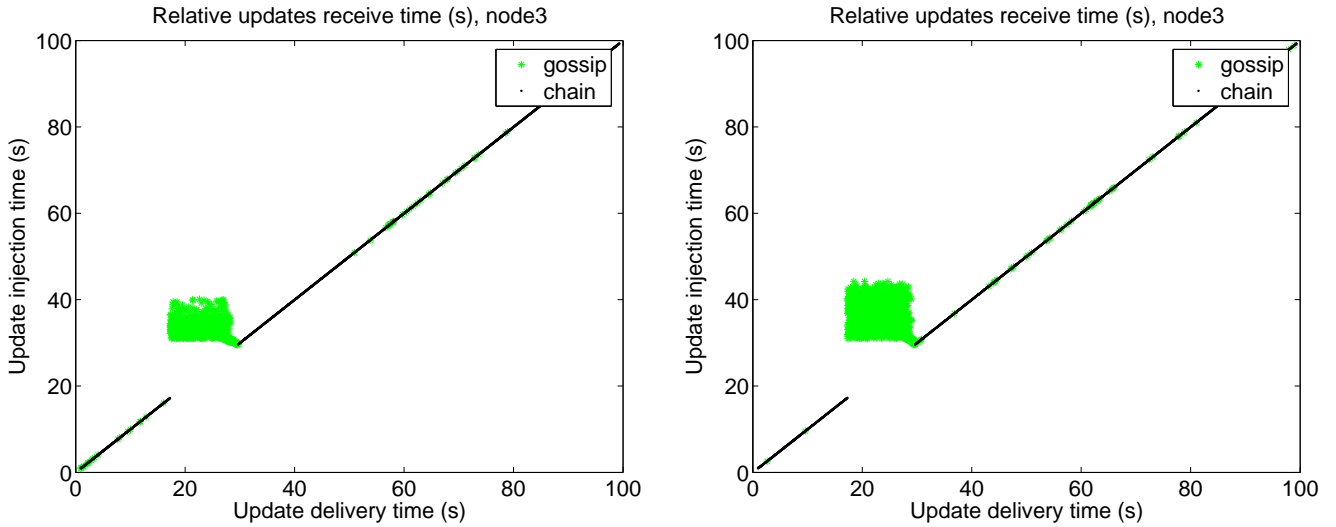 Relative updates receive time (s), node3
100
80
60
40
20
0
Update injection time (s)
gossip
chain
0 20 40 60 80 100
Update delivery time (s)
Relative updates receive time (s), node3
100
80
60
40
20
0
Update injection time (s)
gossip
chain
0 20 40 60 80 100
Update delivery time (s)